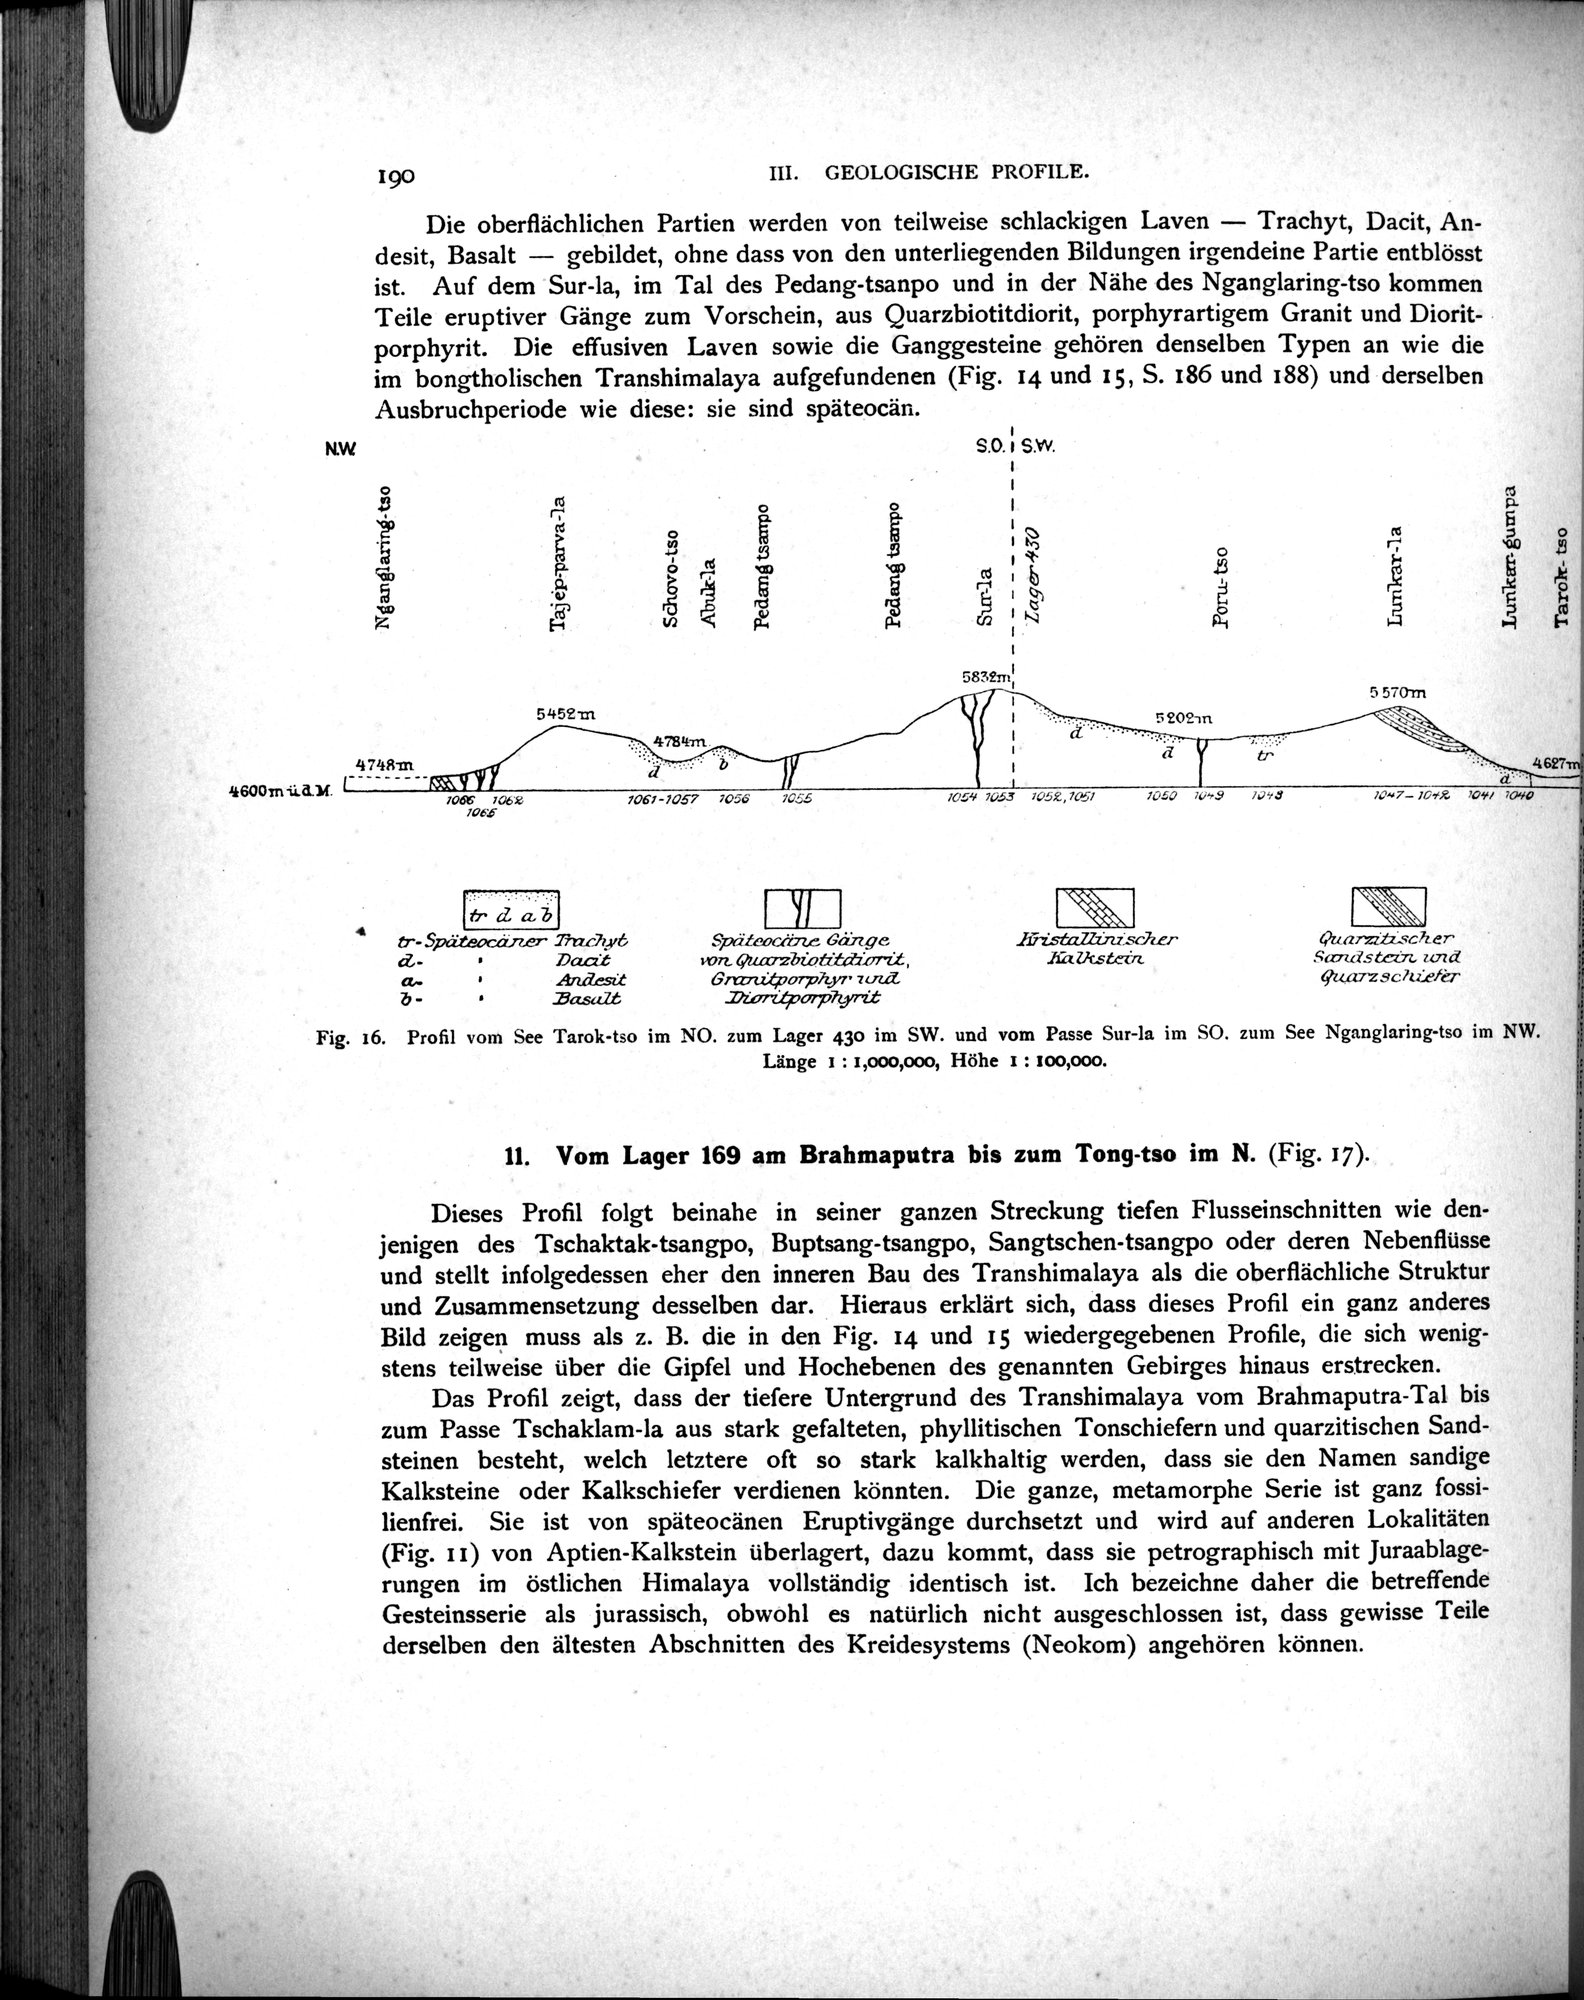 190
III. GEOLOGISCHE PROFILE.
Die oberflächlichen Partien werden von teilweise schlackigen Laven — Trachyt, Dacit, An-
desit, Basalt — gebildet, ohne dass von den unterliegenden Bildungen irgendeine Partie entblösst
ist. Auf dem Sur-la, im Tal des Pedang-tsanpo und in der Nähe des Nganglaring-tso kommen
Teile eruptiver Gänge zum Vorschein, aus Quarzbiotitdiorit, porphyrartigem Granit und Diorit-
porphyrit. Die effusiven Laven sowie die Ganggesteine gehören denselben Typen an wie die
im bongtholischen Transhimalaya aufgefundenen (Fig. 14 und 15, S. 186 und 188) und derselben
Ausbruchperiode wie diese: sie sind späteocän.
N.W. S.O. S.W.
Nganglaring-tso
Tajep-parva-la
Schovo-tso
Abuk-la
Pedang tsanpo
Pedang tsanpo
Sur-la
Lager 430
Poru-tso
Lunkar-la
Lunkar-gumpa
Tarok-tso
4748m
5452m
4784m
5832m
5202m
5570m
4627m
d b d d tr a
4600m ü.d.M.
1066 1062 1061-1057 1056 1055 1054 1053 1052,1051 1050 1049 1048 1047-1042 1041 1040
1065
tr d a b
tr- Späteocäner Trachyt
d- " Dacit
a- " Andesit
b- " Basalt
Späteocäne Gänge
von Quarzbiotitdiorit,
Granitporphyr und
Dioritporphyrit
Kristallinischer
Kalkstein
Quarzitischer
Sandstein und
Quarzschiefer
Fig. 16. Profil vom See Tarok-tso im NO. zum Lager 430 im SW. und vom Passe Sur-la im SO. zum See Nganglaring-tso im NW.
Länge 1 : 1,000,000, Höhe 1 : 100,000.
11. Vom Lager 169 am Brahmaputra bis zum Tong-tso im N. (Fig. 17).
Dieses Profil folgt beinahe in seiner ganzen Streckung tiefen Flusseinschnitten wie den-
jenigen des Tschaktak-tsangpo, Buptsang-tsangpo, Sangtschen-tsangpo oder deren Nebenflüsse
und stellt infolgedessen eher den inneren Bau des Transhimalaya als die oberflächliche Struktur
und Zusammensetzung desselben dar. Hieraus erklärt sich, dass dieses Profil ein ganz anderes
Bild zeigen muss als z. B. die in den Fig. 14 und 15 wiedergegebenen Profile, die sich wenig-
stens teilweise über die Gipfel und Hochebenen des genannten Gebirges hinaus erstrecken.
Das Profil zeigt, dass der tiefere Untergrund des Transhimalaya vom Brahmaputra-Tal bis
zum Passe Tschaklam-la aus stark gefalteten, phyllitischen Tonschiefern und quarzitischen Sand-
steinen besteht, welch letztere oft so stark kalkhaltig werden, dass sie den Namen sandige
Kalksteine oder Kalkschiefer verdienen könnten. Die ganze, metamorphe Serie ist ganz fossi-
lienfrei. Sie ist von späteocänen Eruptivgänge durchsetzt und wird auf anderen Lokalitäten
(Fig. 11) von Aptien-Kalkstein überlagert, dazu kommt, dass sie petrographisch mit Juraablage-
rungen im östlichen Himalaya vollständig identisch ist. Ich bezeichne daher die betreffende
Gesteinsserie als jurassisch, obwohl es natürlich nicht ausgeschlossen ist, dass gewisse Teile
derselben den ältesten Abschnitten des Kreidesystems (Neokom) angehören können.